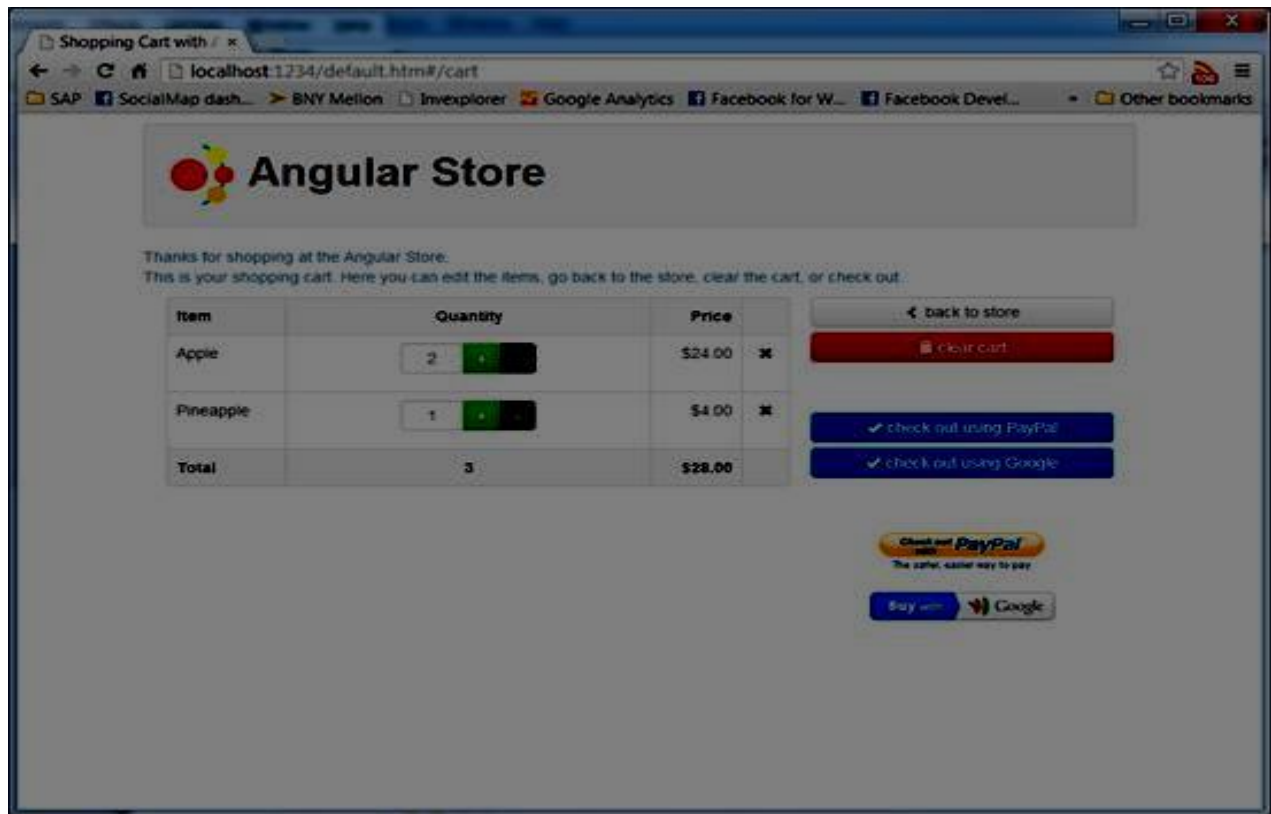 Shopping Cart with
localhost:1234/default.htm#/cart
SAP SocialMap dash... BNY Mellon Invexplorer Google Analytics Facebook for W... Facebook Devel... Other bookmarks
Angular Store
Thanks for shopping at the Angular Store.
This is your shopping cart. Here you can edit the items, go back to the store, clear the cart, or check out.
Item Quantity Price
Apple 2 + $24.00
Pineapple 1 + - $4.00
Total 3 $28.00
back to store
clear cart
check out using PayPal
check out using Google
Check out with PayPal
The safer, easier way to pay
Buy with Google